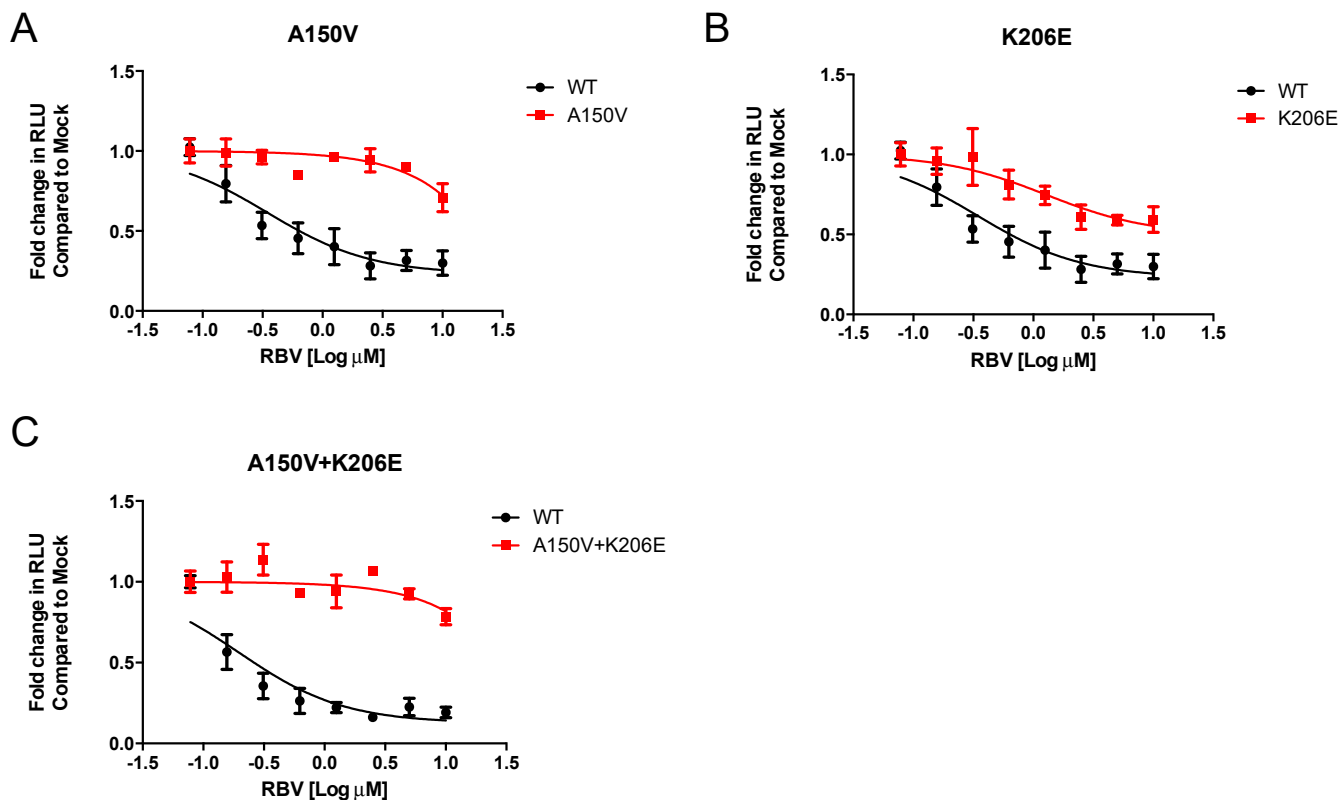 A
A150V
1.5
1.0
0.5
0.0
Fold change in RLU
Compared to Mock
-1.5
-1.0
-0.5
0.0
0.5
1.0
1.5
RBV [Log μM]
WT
A150V
B
K206E
1.5
1.0
0.5
0.0
Fold change in RLU
Compared to Mock
-1.5
-1.0
-0.5
0.0
0.5
1.0
1.5
RBV [Log μM]
WT
K206E
C
A150V+K206E
1.5
1.0
0.5
0.0
Fold change in RLU
Compared to Mock
-1.5
-1.0
-0.5
0.0
0.5
1.0
1.5
RBV [Log μM]
WT
A150V+K206E